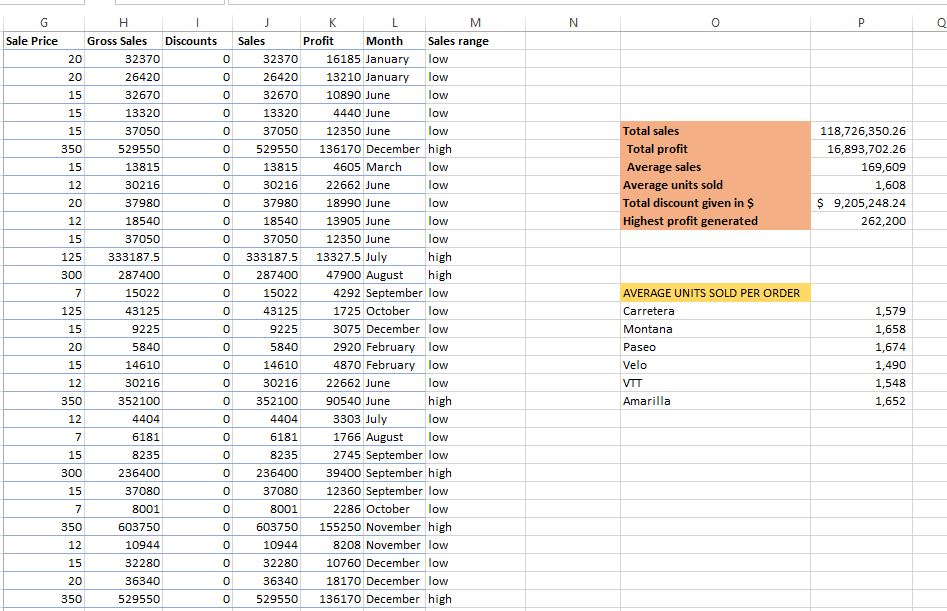 G H I J K L M N O P Q
Sale Price Gross Sales Discounts Sales Profit Month Sales range
20 32370 0 32370 16185 January low
20 26420 0 26420 13210 January low
15 32670 0 32670 10890 June low
15 13320 0 13320 4440 June low
15 37050 0 37050 12350 June low Total sales 118,726,350.26
350 529550 0 529550 136170 December high Total profit 16,893,702.26
15 13815 0 13815 4605 March low Average sales 169,609
12 30216 0 30216 22662 June low Average units sold 1,608
20 37980 0 37980 18990 June low Total discount given in $ $ 9,205,248.24
12 18540 0 18540 13905 June low Highest profit generated 262,200
15 37050 0 37050 12350 June low
125 333187.5 0 333187.5 13327.5 July high
300 287400 0 287400 47900 August high
7 15022 0 15022 4292 September low AVERAGE UNITS SOLD PER ORDER
125 43125 0 43125 1725 October low Carretera 1,579
15 9225 0 9225 3075 December low Montana 1,658
20 5840 0 5840 2920 February low Paseo 1,674
15 14610 0 14610 4870 February low Velo 1,490
12 30216 0 30216 22662 June low VTT 1,548
350 352100 0 352100 90540 June high Amarilla 1,652
12 4404 0 4404 3303 July low
7 6181 0 6181 1766 August low
15 8235 0 8235 2745 September low
300 236400 0 236400 39400 September high
15 37080 0 37080 12360 September low
7 8001 0 8001 2286 October low
350 603750 0 603750 155250 November high
12 10944 0 10944 8208 November low
15 32280 0 32280 10760 December low
20 36340 0 36340 18170 December low
350 529550 0 529550 136170 December high